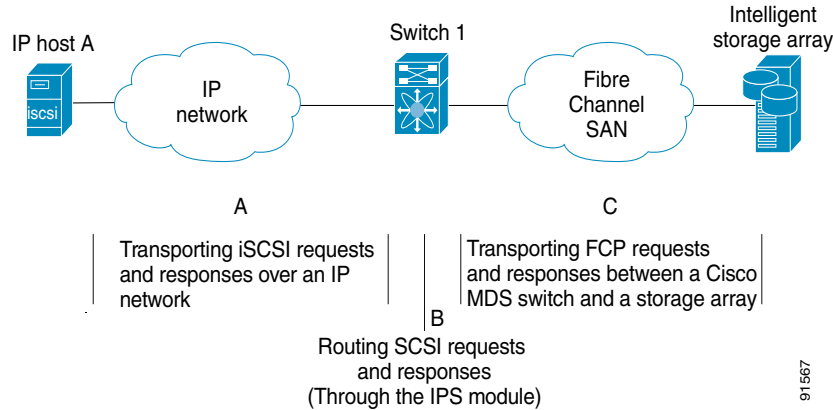 IP host A
iscsi
IP
network
Switch 1
Fibre
Channel
SAN
Intelligent
storage array
A
Transporting iSCSI requests
and responses over an IP
network
C
Transporting FCP requests
and responses between a Cisco
MDS switch and a storage array
B
Routing SCSI requests
and responses
(Through the IPS module)
91567